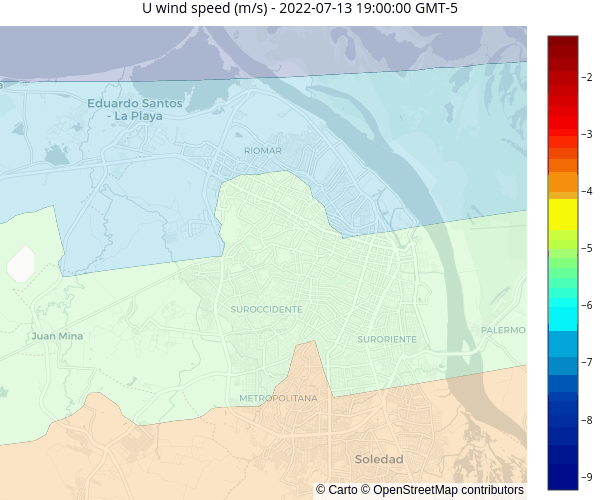 U wind speed (m/s) - 2022-07-13 19:00:00 GMT-5
a
Eduardo Santos
- La Playa
RIOMAR
SUROCCIDENTE
Juan Mina
SURORIENTE
PALERMO
METROPOLITANA
Soledad
© Carto © OpenStreetMap contributors
−2
−3
−4
−5
−6
−7
−8
−9